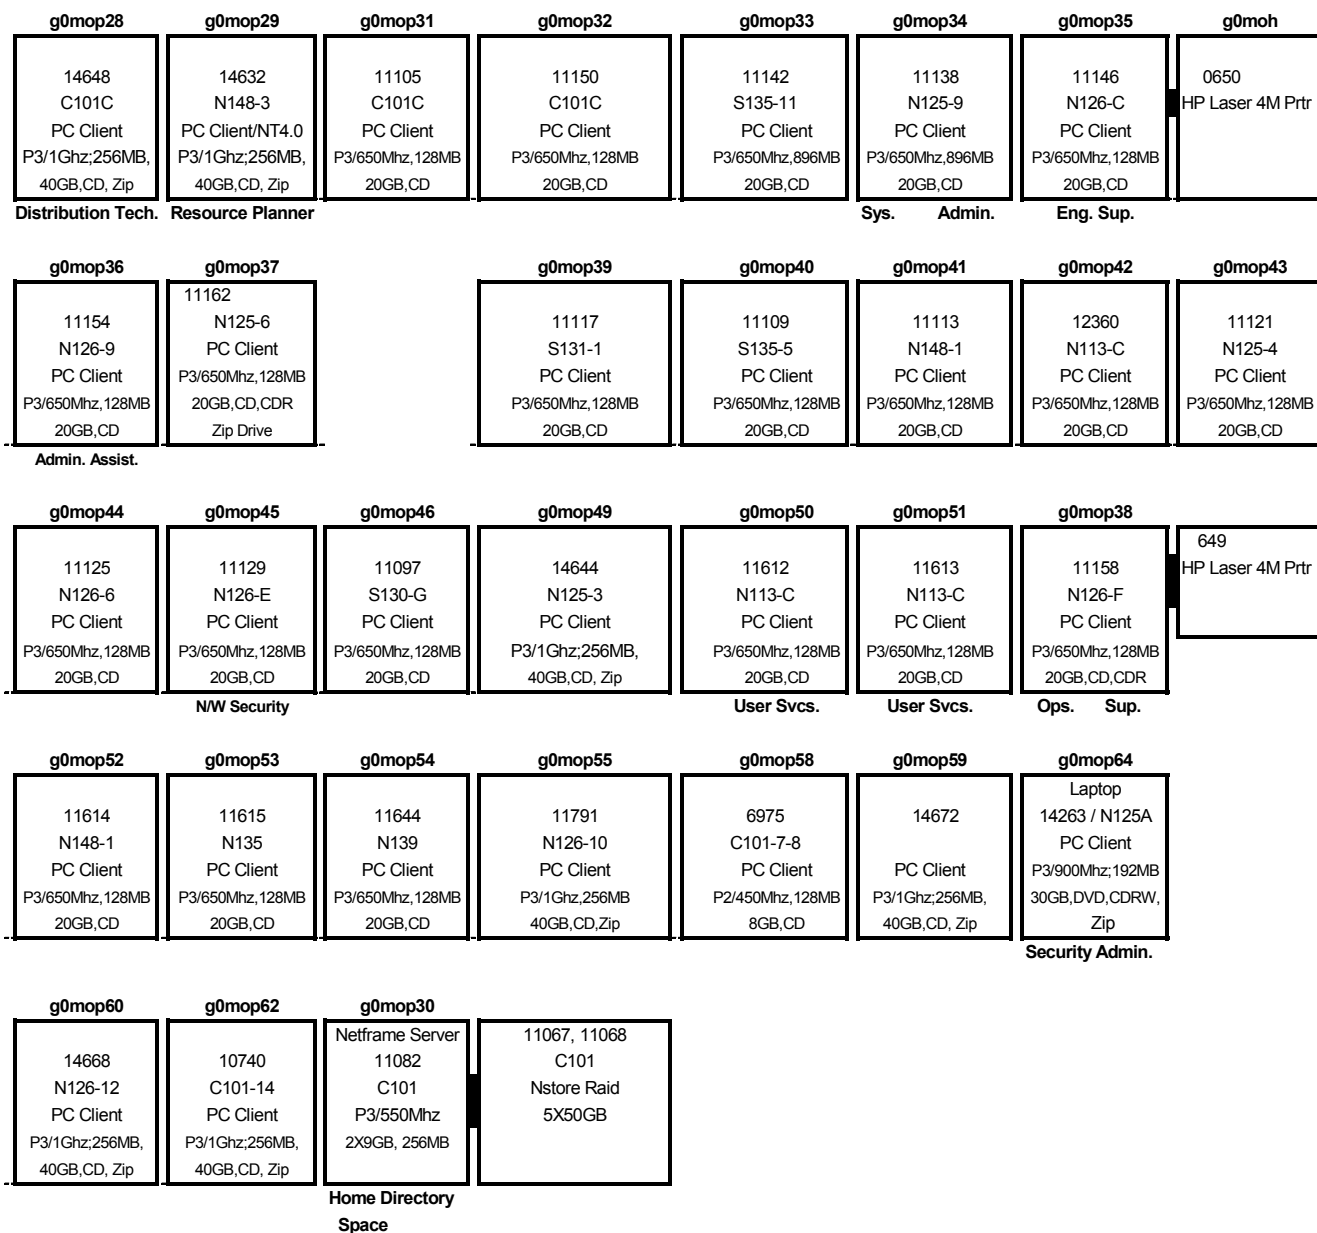 g0mop28 g0mop29 g0mop31 g0mop32 g0mop33 g0mop34 g0mop35 g0moh
14648 14632 11105 11150 11142 11138 11146 0650
C101C N148-3 C101C C101C S135-11 N125-9 N126-C HP Laser 4M Prtr
PC Client PC Client/NT4.0 PC Client PC Client PC Client PC Client PC Client
P3/1Ghz;256MB, P3/1Ghz;256MB, P3/650Mhz,128MB P3/650Mhz,128MB P3/650Mhz,896MB P3/650Mhz,896MB P3/650Mhz,128MB
40GB,CD, Zip 40GB,CD, Zip 20GB,CD 20GB,CD 20GB,CD 20GB,CD 20GB,CD
Distribution Tech. Resource Planner Sys. Admin. Eng. Sup.
g0mop36 g0mop37 g0mop39 g0mop40 g0mop41 g0mop42 g0mop43
11162
11154 N125-6 11117 11109 11113 12360 11121
N126-9 PC Client S131-1 S135-5 N148-1 N113-C N125-4
PC Client P3/650Mhz,128MB PC Client PC Client PC Client PC Client PC Client
P3/650Mhz,128MB 20GB,CD,CDR P3/650Mhz,128MB P3/650Mhz,128MB P3/650Mhz,128MB P3/650Mhz,128MB P3/650Mhz,128MB
20GB,CD Zip Drive 20GB,CD 20GB,CD 20GB,CD 20GB,CD 20GB,CD
Admin. Assist.
g0mop44 g0mop45 g0mop46 g0mop49 g0mop50 g0mop51 g0mop38
649
11125 11129 11097 14644 11612 11613 11158 HP Laser 4M Prtr
N126-6 N126-E S130-G N125-3 N113-C N113-C N126-F
PC Client PC Client PC Client PC Client PC Client PC Client PC Client
P3/650Mhz,128MB P3/650Mhz,128MB P3/650Mhz,128MB P3/1Ghz;256MB, P3/650Mhz,128MB P3/650Mhz,128MB P3/650Mhz,128MB
20GB,CD 20GB,CD 20GB,CD 40GB,CD, Zip 20GB,CD 20GB,CD 20GB,CD,CDR
N/W Security User Svcs. User Svcs. Ops. Sup.
g0mop52 g0mop53 g0mop54 g0mop55 g0mop58 g0mop59 g0mop64
Laptop
11614 11615 11644 11791 6975 14672 14263 / N125A
N148-1 N135 N139 N126-10 C101-7-8 PC Client
PC Client PC Client PC Client PC Client PC Client PC Client P3/900Mhz;192MB
P3/650Mhz,128MB P3/650Mhz,128MB P3/650Mhz,128MB P3/1Ghz,256MB P2/450Mhz,128MB P3/1Ghz;256MB, 30GB,DVD,CDRW,
20GB,CD 20GB,CD 20GB,CD 40GB,CD,Zip 8GB,CD 40GB,CD, Zip Zip
Security Admin.
g0mop60 g0mop62 g0mop30
Netframe Server 11067, 11068
14668 10740 11082 C101
N126-12 C101-14 C101 Nstore Raid
PC Client PC Client P3/550Mhz 5X50GB
P3/1Ghz;256MB, P3/1Ghz;256MB, 2X9GB, 256MB
40GB,CD, Zip 40GB,CD, Zip
Home Directory
Space